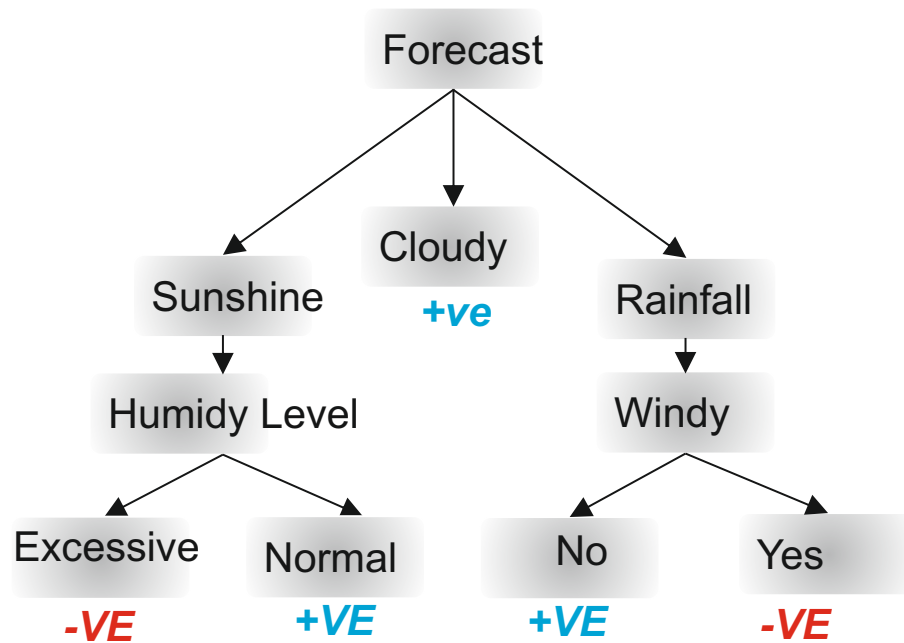 Forecast
Cloudy
+ve
Sunshine
Rainfall
Humidy Level
Windy
Excessive
Normal
No
Yes
-VE
+VE
+VE
-VE